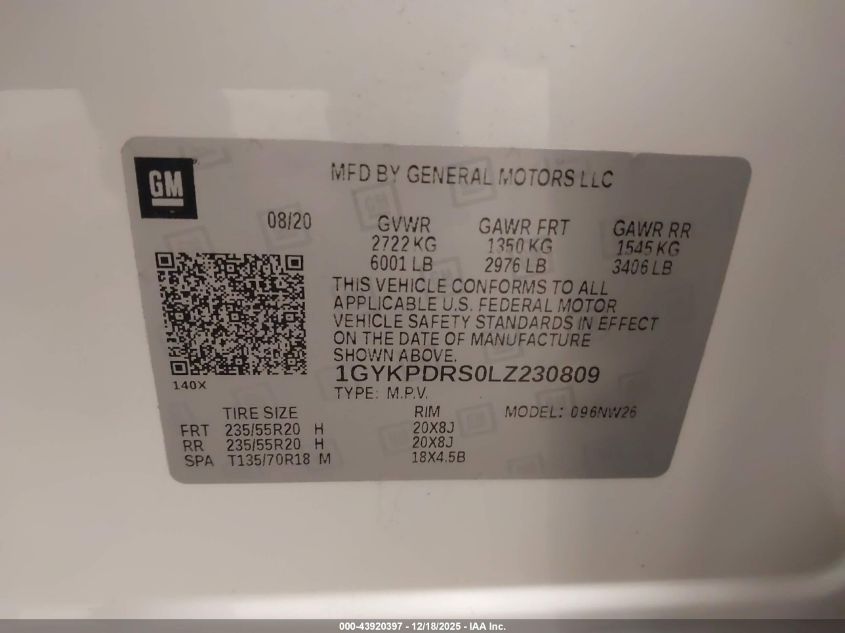 GM
MFD BY GENERAL MOTORS LLC
08/20 GVWR GAWR FRT GAWR RR
2722 KG 1350 KG 1545 KG
6001 LB 2976 LB 3406 LB
THIS VEHICLE CONFORMS TO ALL
APPLICABLE U.S. FEDERAL MOTOR
VEHICLE SAFETY STANDARDS IN EFFECT
ON THE DATE OF MANUFACTURE
SHOWN ABOVE.
140X
1GYKPDRS0LZ230809
TYPE: M.P.V.
TIRE SIZE RIM MODEL: 096NW26
FRT 235/55R20 H 20X8J
RR 235/55R20 H 20X8J
SPA T135/70R18 M 18X4.5B
000-43920397 - 12/18/2025 - IAA Inc.